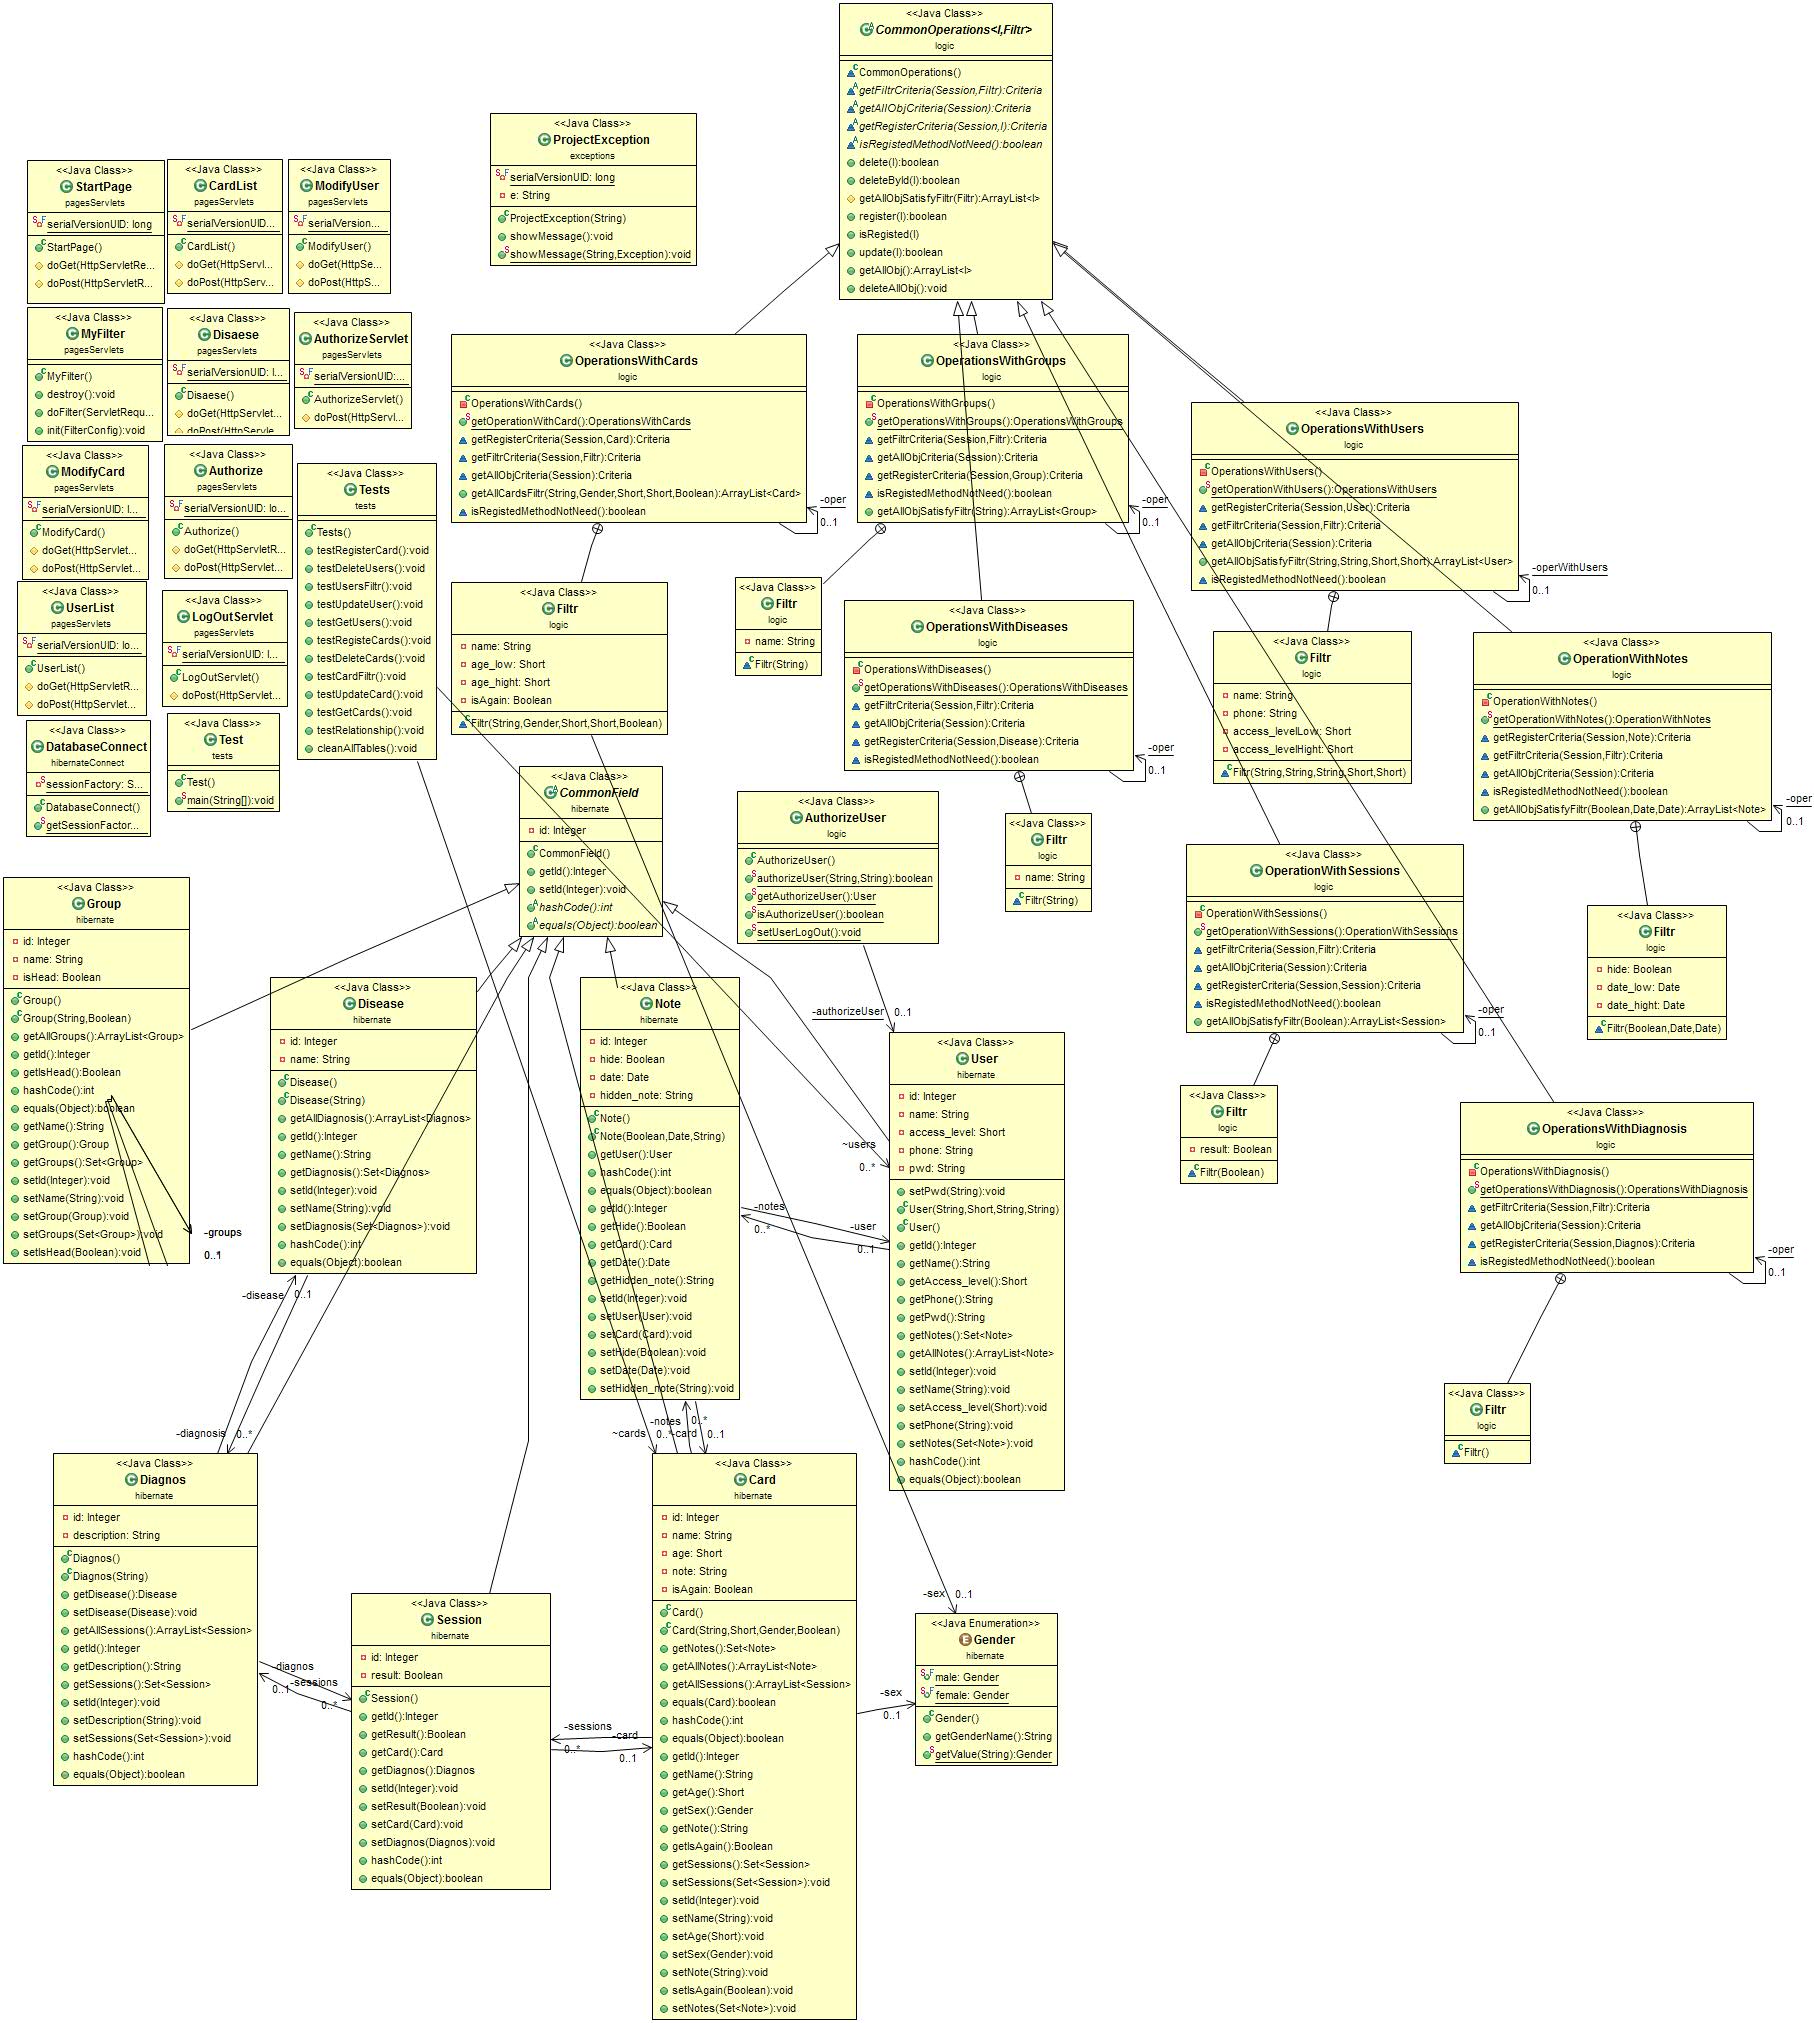 <<Java Class>>
CommonOperations<I,Filtr>
logic
CommonOperations()
getFiltrCriteria(Session,Filtr):Criteria
getAllObjCriteria(Session):Criteria
getRegisterCriteria(Session,I):Criteria
isRegistedMethodNotNeed():boolean
delete(I):boolean
deleteById(I):boolean
getAllObjSatisfyFiltr(Filtr):ArrayList<I>
register(I):boolean
isRegisted(I)
update(I):boolean
getAllObj():ArrayList<I>
deleteAllObj():void
<<Java Class>>
ProjectException
exceptions
serialVersionUID: long
e: String
ProjectException(String)
showMessage():void
showMessage(String,Exception):void
<<Java Class>>
StartPage
pagesServlets
serialVersionUID: long
StartPage()
doGet(HttpServletRe...
doPost(HttpServletR...
<<Java Class>>
CardList
pagesServlets
serialVersionUID...
CardList()
doGet(HttpServl...
doPost(HttpServ...
<<Java Class>>
ModifyUser
pagesServlets
serialVersion...
ModifyUser()
doGet(HttpSe...
doPost(HttpS...
<<Java Class>>
MyFilter
pagesServlets
MyFilter()
destroy():void
doFilter(ServletRequ...
init(FilterConfig):void
<<Java Class>>
Disaese
pagesServlets
serialVersionUID: l...
Disaese()
doGet(HttpServlet...
doPost(HttpServle...
<<Java Class>>
AuthorizeServlet
pagesServlets
serialVersionUID:...
AuthorizeServlet()
doPost(HttpServl...
<<Java Class>>
ModifyCard
pagesServlets
serialVersionUID: l...
ModifyCard()
doGet(HttpServlet...
doPost(HttpServlet...
<<Java Class>>
Authorize
pagesServlets
serialVersionUID: lo...
Authorize()
doGet(HttpServletR...
doPost(HttpServlet...
<<Java Class>>
Tests
tests
Tests()
testRegisterCard():void
testDeleteUsers():void
testUsersFiltr():void
testUpdateUser():void
testGetUsers():void
testRegisteCards():void
testDeleteCards():void
testCardFiltr():void
testUpdateCard():void
testGetCards():void
testRelationship():void
cleanAllTables():void
<<Java Class>>
UserList
pagesServlets
serialVersionUID: lo...
UserList()
doGet(HttpServletR...
doPost(HttpServlet...
<<Java Class>>
LogOutServlet
pagesServlets
serialVersionUID: l...
LogOutServlet()
doPost(HttpServlet...
<<Java Class>>
DatabaseConnect
hibernateConnect
sessionFactory: S...
DatabaseConnect()
getSessionFactor...
<<Java Class>>
Test
tests
Test()
main(String[]):void
<<Java Class>>
OperationsWithCards
logic
OperationsWithCards()
getOperationWithCard():OperationsWithCards
getRegisterCriteria(Session,Card):Criteria
getFiltrCriteria(Session,Filtr):Criteria
getAllObjCriteria(Session):Criteria
getAllCardsFiltr(String,Gender,Short,Short,Boolean):ArrayList<Card>
isRegistedMethodNotNeed():boolean
-oper
0..1
<<Java Class>>
OperationsWithGroups
logic
OperationsWithGroups()
getOperationWithGroups():OperationsWithGroups
getFiltrCriteria(Session,Filtr):Criteria
getAllObjCriteria(Session):Criteria
getRegisterCriteria(Session,Group):Criteria
isRegistedMethodNotNeed():boolean
getAllObjSatisfyFiltr(String):ArrayList<Group>
-oper
0..1
<<Java Class>>
OperationsWithUsers
logic
OperationsWithUsers()
getOperationWithUsers():OperationsWithUsers
getRegisterCriteria(Session,User):Criteria
getFiltrCriteria(Session,Filtr):Criteria
getAllObjCriteria(Session):Criteria
getAllObjSatisfyFiltr(String,String,Short,Short):ArrayList<User>
isRegistedMethodNotNeed():boolean
-operWithUsers
0..1
<<Java Class>>
Filtr
logic
name: String
age_low: Short
age_hight: Short
isAgain: Boolean
Filtr(String,Gender,Short,Short,Boolean)
<<Java Class>>
Filtr
logic
name: String
Filtr(String)
<<Java Class>>
OperationsWithDiseases
logic
OperationsWithDiseases()
getOperationsWithDiseases():OperationsWithDiseases
getFiltrCriteria(Session,Filtr):Criteria
getAllObjCriteria(Session):Criteria
getRegisterCriteria(Session,Disease):Criteria
isRegistedMethodNotNeed():boolean
-oper
0..1
<<Java Class>>
Filtr
logic
name: String
phone: String
access_levelLow: Short
access_levelHight: Short
Filtr(String,String,String,Short,Short)
<<Java Class>>
OperationWithNotes
logic
OperationWithNotes()
getOperationWithNotes():OperationWithNotes
getRegisterCriteria(Session,Note):Criteria
getFiltrCriteria(Session,Filtr):Criteria
getAllObjCriteria(Session):Criteria
isRegistedMethodNotNeed():boolean
getAllObjSatisfyFiltr(Boolean,Date,Date):ArrayList<Note>
-oper
0..1
<<Java Class>>
CommonField
hibernate
id: Integer
CommonField()
getId():Integer
setId(Integer):void
hashCode():int
equals(Object):boolean
<<Java Class>>
AuthorizeUser
logic
AuthorizeUser()
authorizeUser(String,String):boolean
getAuthorizeUser():User
isAuthorizeUser():boolean
setUserLogOut():void
-authorizeUser
0..1
<<Java Class>>
Filtr
logic
name: String
Filtr(String)
<<Java Class>>
OperationWithSessions
logic
OperationWithSessions()
getOperationWithSessions():OperationWithSessions
getFiltrCriteria(Session,Filtr):Criteria
getAllObjCriteria(Session):Criteria
getRegisterCriteria(Session,Session):Criteria
isRegistedMethodNotNeed():boolean
getAllObjSatisfyFiltr(Boolean):ArrayList<Session>
-oper
0..1
<<Java Class>>
Filtr
logic
hide: Boolean
date_low: Date
date_hight: Date
Filtr(Boolean,Date,Date)
<<Java Class>>
Group
hibernate
id: Integer
name: String
isHead: Boolean
Group()
Group(String,Boolean)
getAllGroups():ArrayList<Group>
getId():Integer
getIsHead():Boolean
hashCode():int
equals(Object):boolean
getName():String
getGroup():Group
getGroups():Set<Group>
setId(Integer):void
setName(String):void
setGroup(Group):void
setGroups(Set<Group>):void
setIsHead(Boolean):void
-groups
<<Java Class>>
Disease
hibernate
id: Integer
name: String
Disease()
Disease(String)
getAllDiagnosis():ArrayList<Diagnos>
getId():Integer
getName():String
getDiagnosis():Set<Diagnos>
setId(Integer):void
setName(String):void
setDiagnosis(Set<Diagnos>):void
hashCode():int
equals(Object):boolean
-disease
0..1
<<Java Class>>
Note
hibernate
id: Integer
hide: Boolean
date: Date
hidden_note: String
Note()
Note(Boolean,Date,String)
getUser():User
hashCode():int
equals(Object):boolean
getId():Integer
getHide():Boolean
getCard():Card
getDate():Date
getHidden_note():String
setId(Integer):void
setUser(User):void
setCard(Card):void
setHide(Boolean):void
setDate(Date):void
setHidden_note(String):void
-notes
0..*
<<Java Class>>
User
hibernate
id: Integer
name: String
access_level: Short
phone: String
pwd: String
setPwd(String):void
User(String,Short,String,String)
User()
getId():Integer
getName():String
getAccess_level():Short
getPhone():String
getPwd():String
getNotes():Set<Note>
getAllNotes():ArrayList<Note>
setId(Integer):void
setName(String):void
setAccess_level(Short):void
setPhone(String):void
setNotes(Set<Note>):void
hashCode():int
equals(Object):boolean
~users
0..*
-user
0..1
<<Java Class>>
Filtr
logic
result: Boolean
Filtr(Boolean)
<<Java Class>>
OperationsWithDiagnosis
logic
OperationsWithDiagnosis()
getOperationsWithDiagnosis():OperationsWithDiagnosis
getFiltrCriteria(Session,Filtr):Criteria
getAllObjCriteria(Session):Criteria
getRegisterCriteria(Session,Diagnos):Criteria
isRegistedMethodNotNeed():boolean
-oper
0..1
<<Java Class>>
Filtr
logic
Filtr()
-diagnosis
0..*
<<Java Class>>
Diagnos
hibernate
id: Integer
description: String
Diagnos()
Diagnos(String)
getDisease():Disease
setDisease(Disease):void
getAllSessions():ArrayList<Session>
getId():Integer
getDescription():String
getSessions():Set<Session>
setId(Integer):void
setDescription(String):void
setSessions(Set<Session>):void
hashCode():int
equals(Object):boolean
-diagnos
0..1
-sessions
0..*
<<Java Class>>
Session
hibernate
id: Integer
result: Boolean
Session()
getId():Integer
getResult():Boolean
getCard():Card
getDiagnos():Diagnos
setId(Integer):void
setResult(Boolean):void
setCard(Card):void
setDiagnos(Diagnos):void
hashCode():int
equals(Object):boolean
-sessions
0..*
-card
0..1
~cards
0..*
-notes
0..*
-card
0..1
<<Java Class>>
Card
hibernate
id: Integer
name: String
age: Short
note: String
isAgain: Boolean
Card()
Card(String,Short,Gender,Boolean)
getNotes():Set<Note>
getAllNotes():ArrayList<Note>
getAllSessions():ArrayList<Session>
equals(Card):boolean
hashCode():int
equals(Object):boolean
getId():Integer
getName():String
getAge():Short
getSex():Gender
getNote():String
getIsAgain():Boolean
getSessions():Set<Session>
setSessions(Set<Session>):void
setId(Integer):void
setName(String):void
setAge(Short):void
setSex(Gender):void
setNote(String):void
setIsAgain(Boolean):void
setNotes(Set<Note>):void
-sex
0..1
-sex
0..1
<<Java Enumeration>>
Gender
hibernate
male: Gender
female: Gender
Gender()
getGenderName():String
getValue(String):Gender